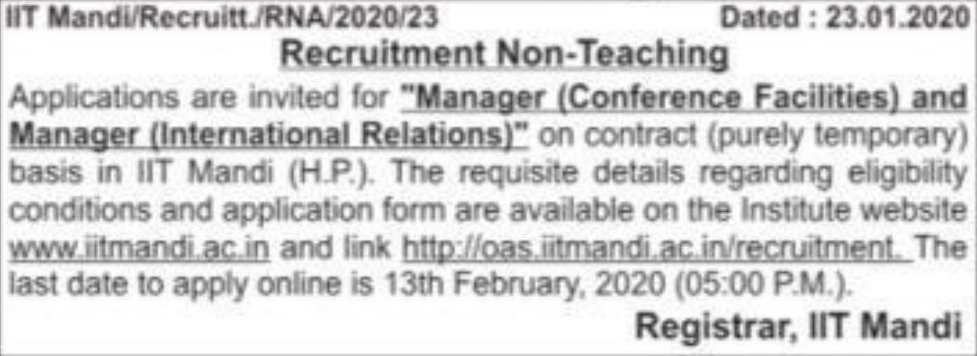 IIT Mandi/Recruitt./RNA/2020/23 Dated : 23.01.2020
Recruitment Non-Teaching
Applications are invited for "Manager (Conference Facilities) and
Manager (International Relations)" on contract (purely temporary)
basis in IIT Mandi (H.P.). The requisite details regarding eligibility
conditions and application form are available on the Institute website
www.iitmandi.ac.in and link http://oas.iitmandi.ac.in/recruitment. The
last date to apply online is 13th February, 2020 (05:00 P.M.).
Registrar, IIT Mandi